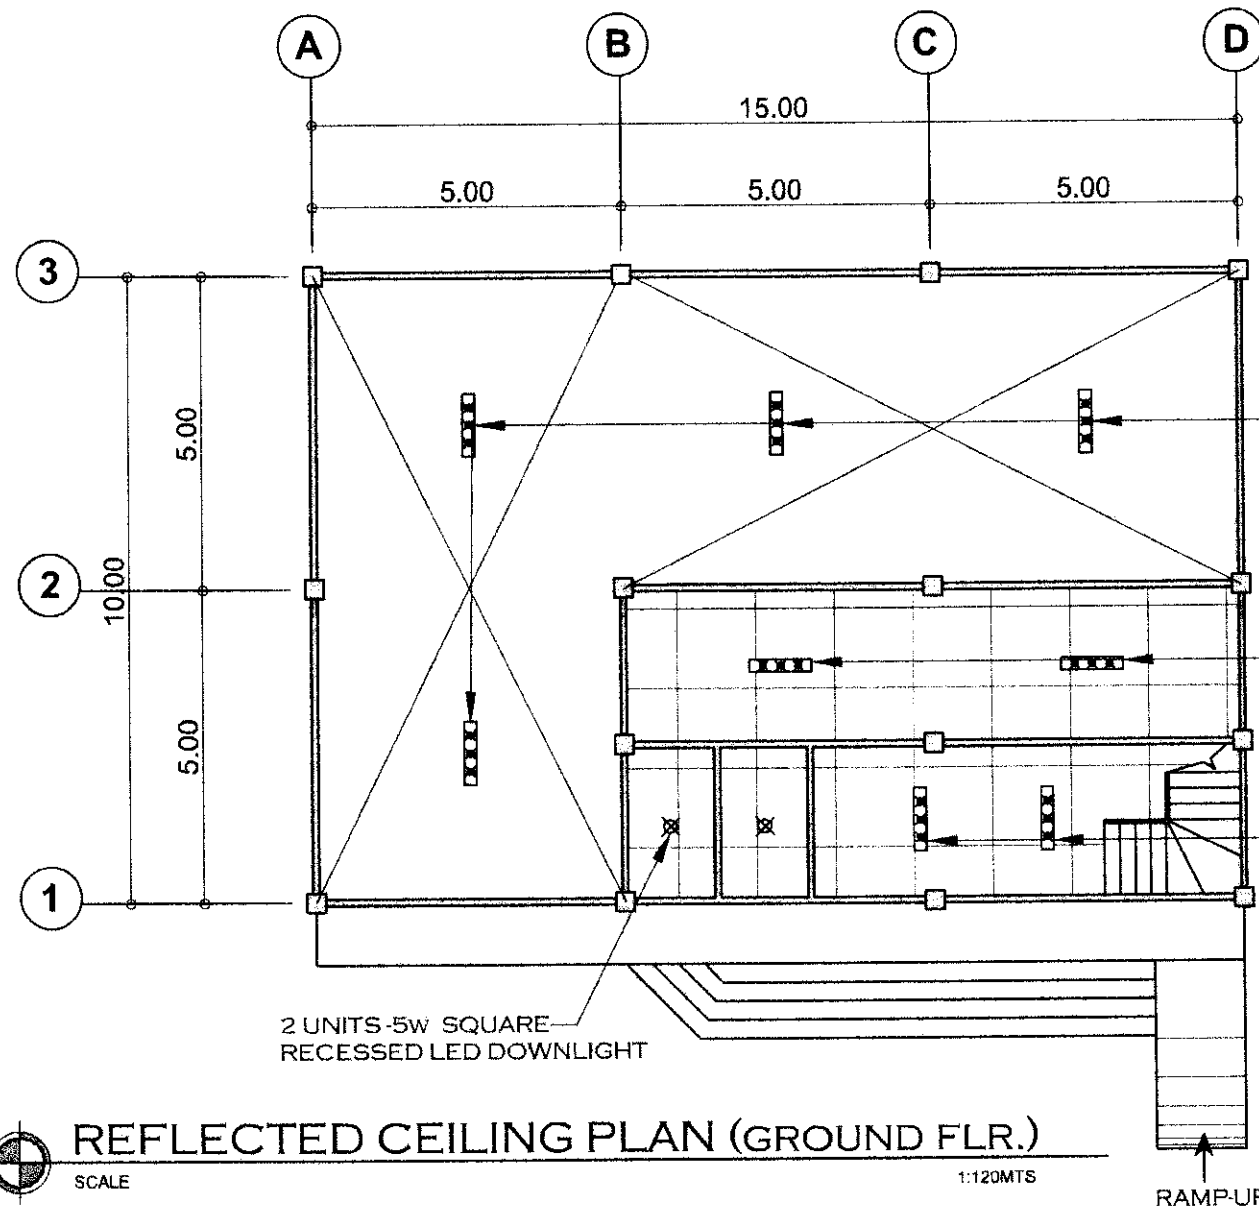 A B C D
15.00
5.00 5.00 5.00
3
5.00
2
10.00
5.00
1
2 UNITS -5W SQUARE
RECESSED LED DOWNLIGHT
REFLECTED CEILING PLAN (GROUND FLR.)
SCALE 1:120MTS
RAMP-UP